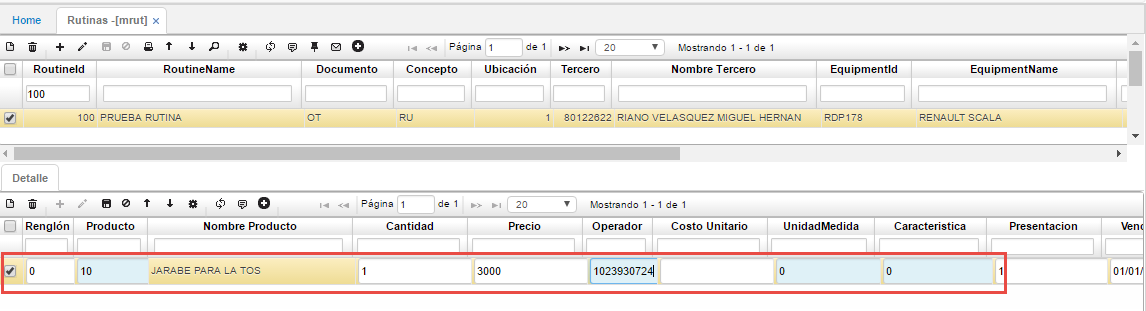 Home Rutinas -[mrut] ×
Página 1 de 1 20 Mostrando 1 - 1 de 1
RoutineId RoutineName Documento Concepto Ubicación Tercero Nombre Tercero EquipmentId EquipmentName
100
100 PRUEBA RUTINA OT RU 1 80122622 RIANO VELASQUEZ MIGUEL HERNAN RDP178 RENAULT SCALA
Detalle
Página 1 de 1 20 Mostrando 1 - 1 de 1
Renglón Producto Nombre Producto Cantidad Precio Operador Costo Unitario UnidadMedida Caracteristica Presentacion Venc
0 10 JARABE PARA LA TOS 1 3000 1023930724 0 0 1 01/01/